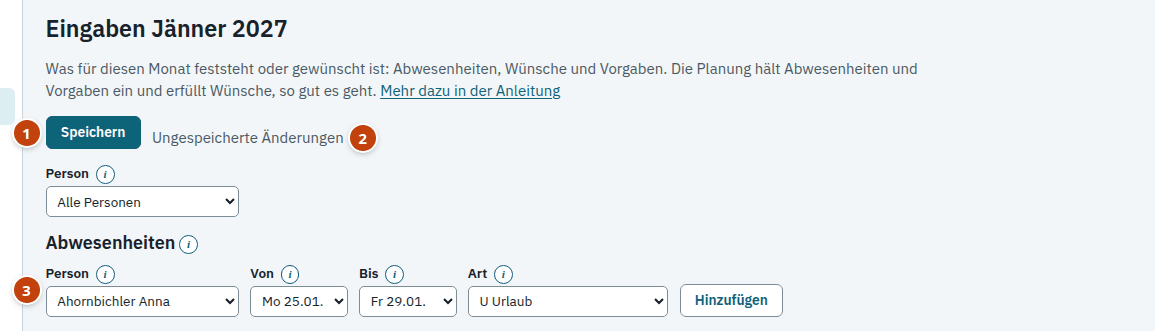 Eingaben Jänner 2027
Was für diesen Monat feststeht oder gewünscht ist: Abwesenheiten, Wünsche und Vorgaben. Die Planung hält Abwesenheiten und
Vorgaben ein und erfüllt Wünsche, so gut es geht. Mehr dazu in der Anleitung
1 Speichern Ungespeicherte Änderungen 2
Person i
Alle Personen
Abwesenheiten i
Person i Von i Bis i Art i
3 Ahornbichler Anna Mo 25.01. Fr 29.01. U Urlaub Hinzufügen